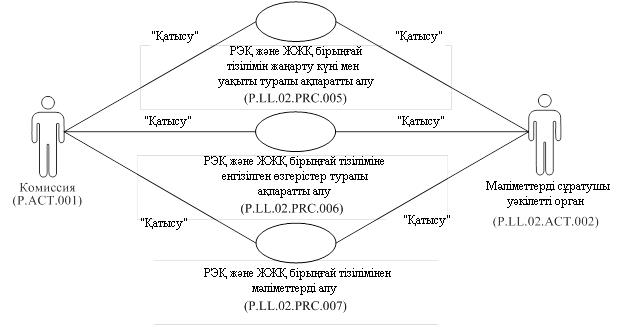 "Қатысу"
"Қатысу"
РЭҚ және ЖЖҚ бірыңғай
тізілімін жаңарту күні мен
уақыты туралы ақпаратты алу
(P.LL.02.PRC.005)
"Қатысу"
"Қатысу"
РЭҚ және ЖЖҚ бірыңғай тізіліміне
енгізілген өзгерістер туралы
ақпаратты алу
(P.LL.02.PRC.006)
Комиссия
(P.ACT.001)
Мәліметтерді сұратушы
уәкілетті орган
(P.LL.02.ACT.002)
"Қатысу"
"Қатысу"
РЭҚ және ЖЖҚ бірыңғай тізілімінен
мәліметтерді алу
(P.LL.02.PRC.007)